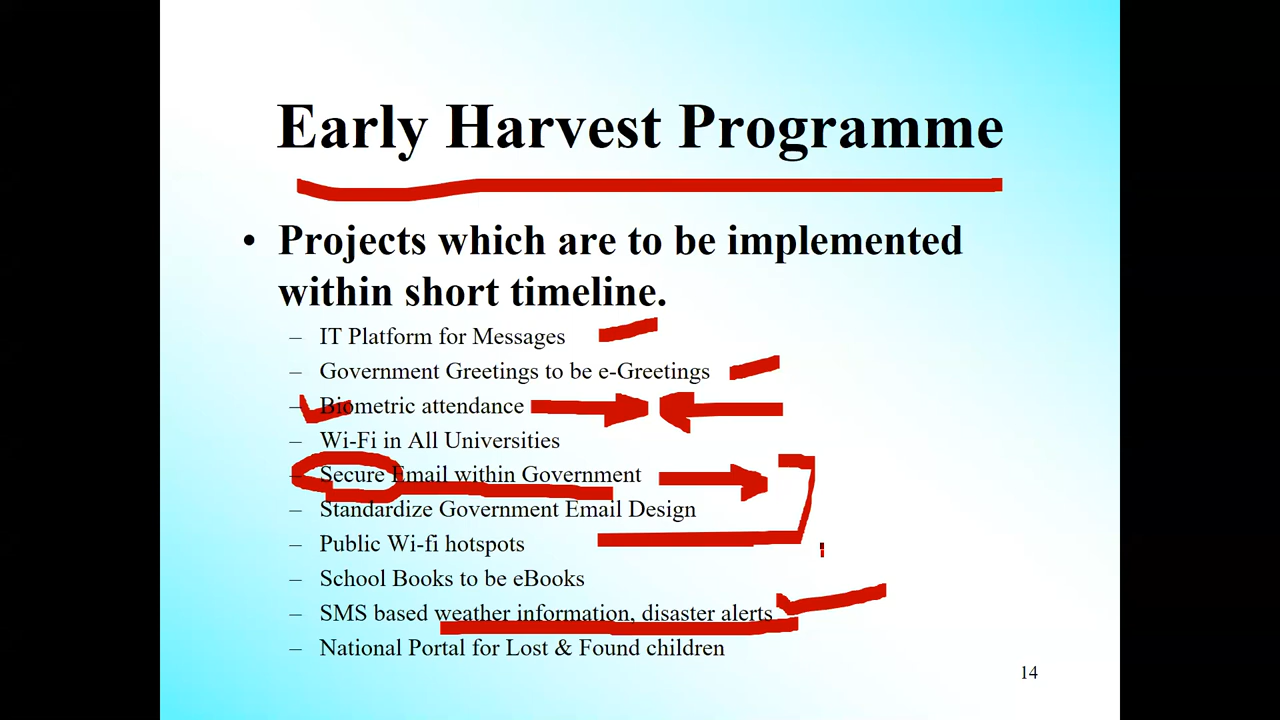 Early Harvest Programme
• Projects which are to be implemented
within short timeline.
– IT Platform for Messages
– Government Greetings to be e-Greetings
– Biometric attendance
– Wi-Fi in All Universities
– Secure Email within Government
– Standardize Government Email Design
– Public Wi-fi hotspots
– School Books to be eBooks
– SMS based weather information, disaster alerts
– National Portal for Lost & Found children
14